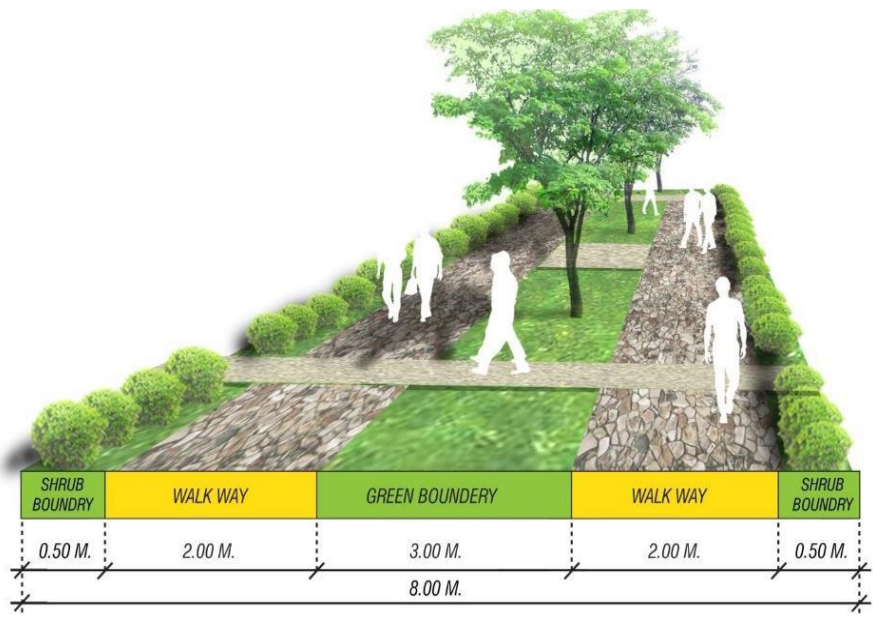 SHRUB
BOUNDRY
WALK WAY
GREEN BOUNDERY
WALK WAY
SHRUB
BOUNDRY
0.50 M.
2.00 M.
3.00 M.
2.00 M.
0.50 M.
8.00 M.